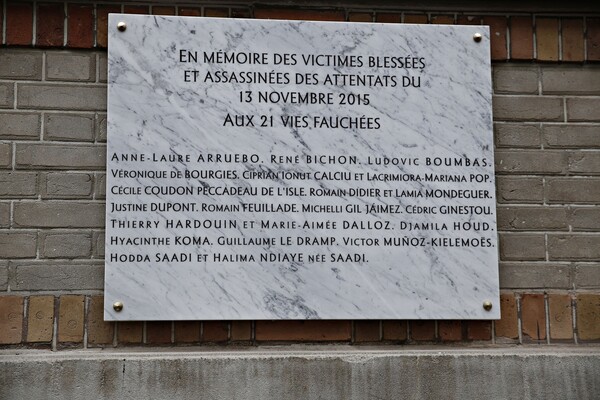 EN MÉMOIRE DES VICTIMES BLESSÉES
ET ASSASSINÉES DES ATTENTATS DU
13 NOVEMBRE 2015
AUX 21 VIES FAUCHÉES
ANNE-LAURE ARRUEBO, RENÉ BICHON, LUDOVIC BOUMBAS,
VÉRONIQUE DE BOURGIES, CIPRIAN IONUT CALCIU ET LACRIMIORA-MARIANA POP,
CÉCILE COUDON PECCADEAU DE L'ISLE, ROMAIN DIDIER ET LAMIA MONDEGUER,
JUSTINE DUPONT, ROMAIN FEUILLADE, MICHELLI GIL JÁIMEZ, CÉDRIC GINESTOU,
THIERRY HARDOUIN ET MARIE-AIMÉE DALLOZ, DJAMILA HOUD,
HYACINTHE KOMA, GUILLAUME LE DRAMP, VICTOR MUÑOZ-KIELEMOËS,
HODDA SAADI ET HALIMA NDIAYE NÉE SAADI.